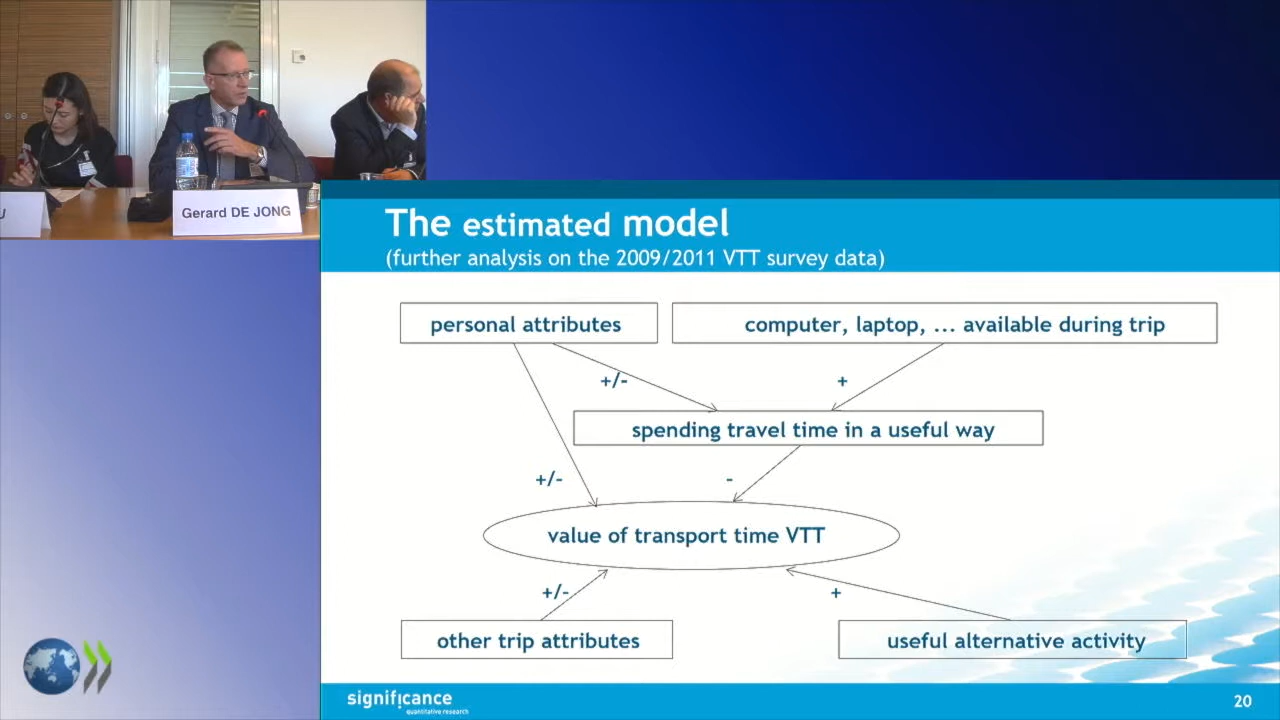 U
Gerard DE JONG
The estimated model
(further analysis on the 2009/2011 VTT survey data)
personal attributes
computer, laptop, ... available during trip
+/-
+
spending travel time in a useful way
+/-
-
value of transport time VTT
+/-
+
other trip attributes
useful alternative activity
significance
quantitative research
20